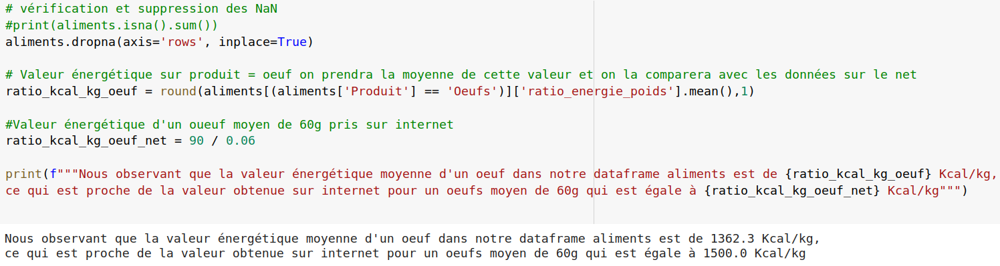 # vérification et suppression des NaN
#print(aliments.isna().sum())
aliments.dropna(axis='rows', inplace=True)
# Valeur énergétique sur produit = oeuf on prendra la moyenne de cette valeur et on la comparera avec les données sur le net
ratio_kcal_kg_oeuf = round(aliments[(aliments['Produit'] == 'Oeufs')]['ratio_energie_poids'].mean(),1)
#Valeur énergétique d'un oueuf moyen de 60g pris sur internet
ratio_kcal_kg_oeuf_net = 90 / 0.06
print(f"""Nous observant que la valeur énergétique moyenne d'un oeuf dans notre dataframe aliments est de {ratio_kcal_kg_oeuf} Kcal/kg,
ce qui est proche de la valeur obtenue sur internet pour un oeufs moyen de 60g qui est égale à {ratio_kcal_kg_oeuf_net} Kcal/kg""")
Nous observant que la valeur énergétique moyenne d'un oeuf dans notre dataframe aliments est de 1362.3 Kcal/kg,
ce qui est proche de la valeur obtenue sur internet pour un oeufs moyen de 60g qui est égale à 1500.0 Kcal/kg